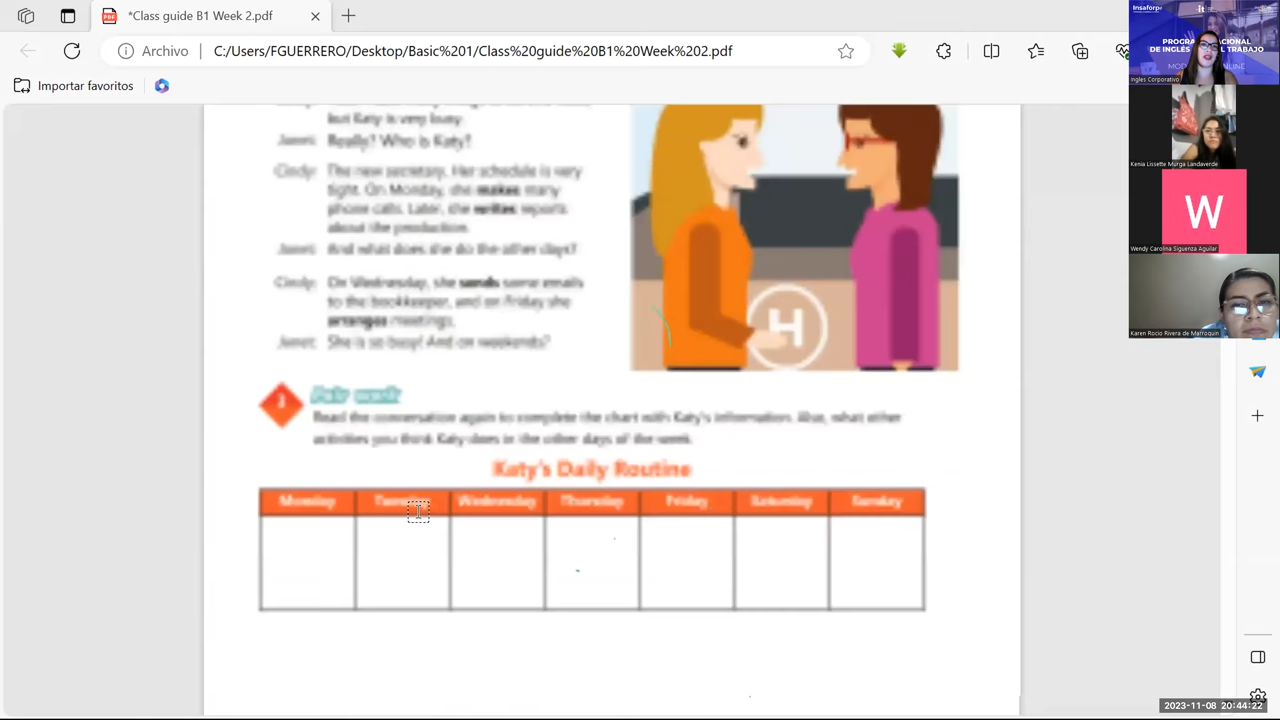 *Class guide B1 Week 2.pdf
Archivo
C:/Users/FGUERRERO/Desktop/Basic%201/Class%20guide%20B1%20Week%202.pdf
Importar favoritos
but Katy is very busy.
Janet: Really? Who is Katy?
Cindy: The new secretary. Her schedule is very
tight. On Monday, she makes many
phone calls. Later, she writes reports
about the production.
Janet: And what does she do the other days?
Cindy: On Wednesday, she sends some emails
to the bookkeeper, and on Friday she
arranges meetings.
Janet: She is so busy! And on weekends?
H
3
Pair work
Read the conversation again to complete the chart with Katy's information. Also, what other
activities you think Katy does in the other days of the week.
Katy's Daily Routine
Monday Tuesday Wednesday Thursday Friday Saturday Sunday
Insaforp
Ingles Corporativo
Kenia Lissette Murga Landaverde
W
Wendy Carolina Siguenza Aguilar
Karen Rocio Rivera de Marroquin
2023-11-08 20:44:22